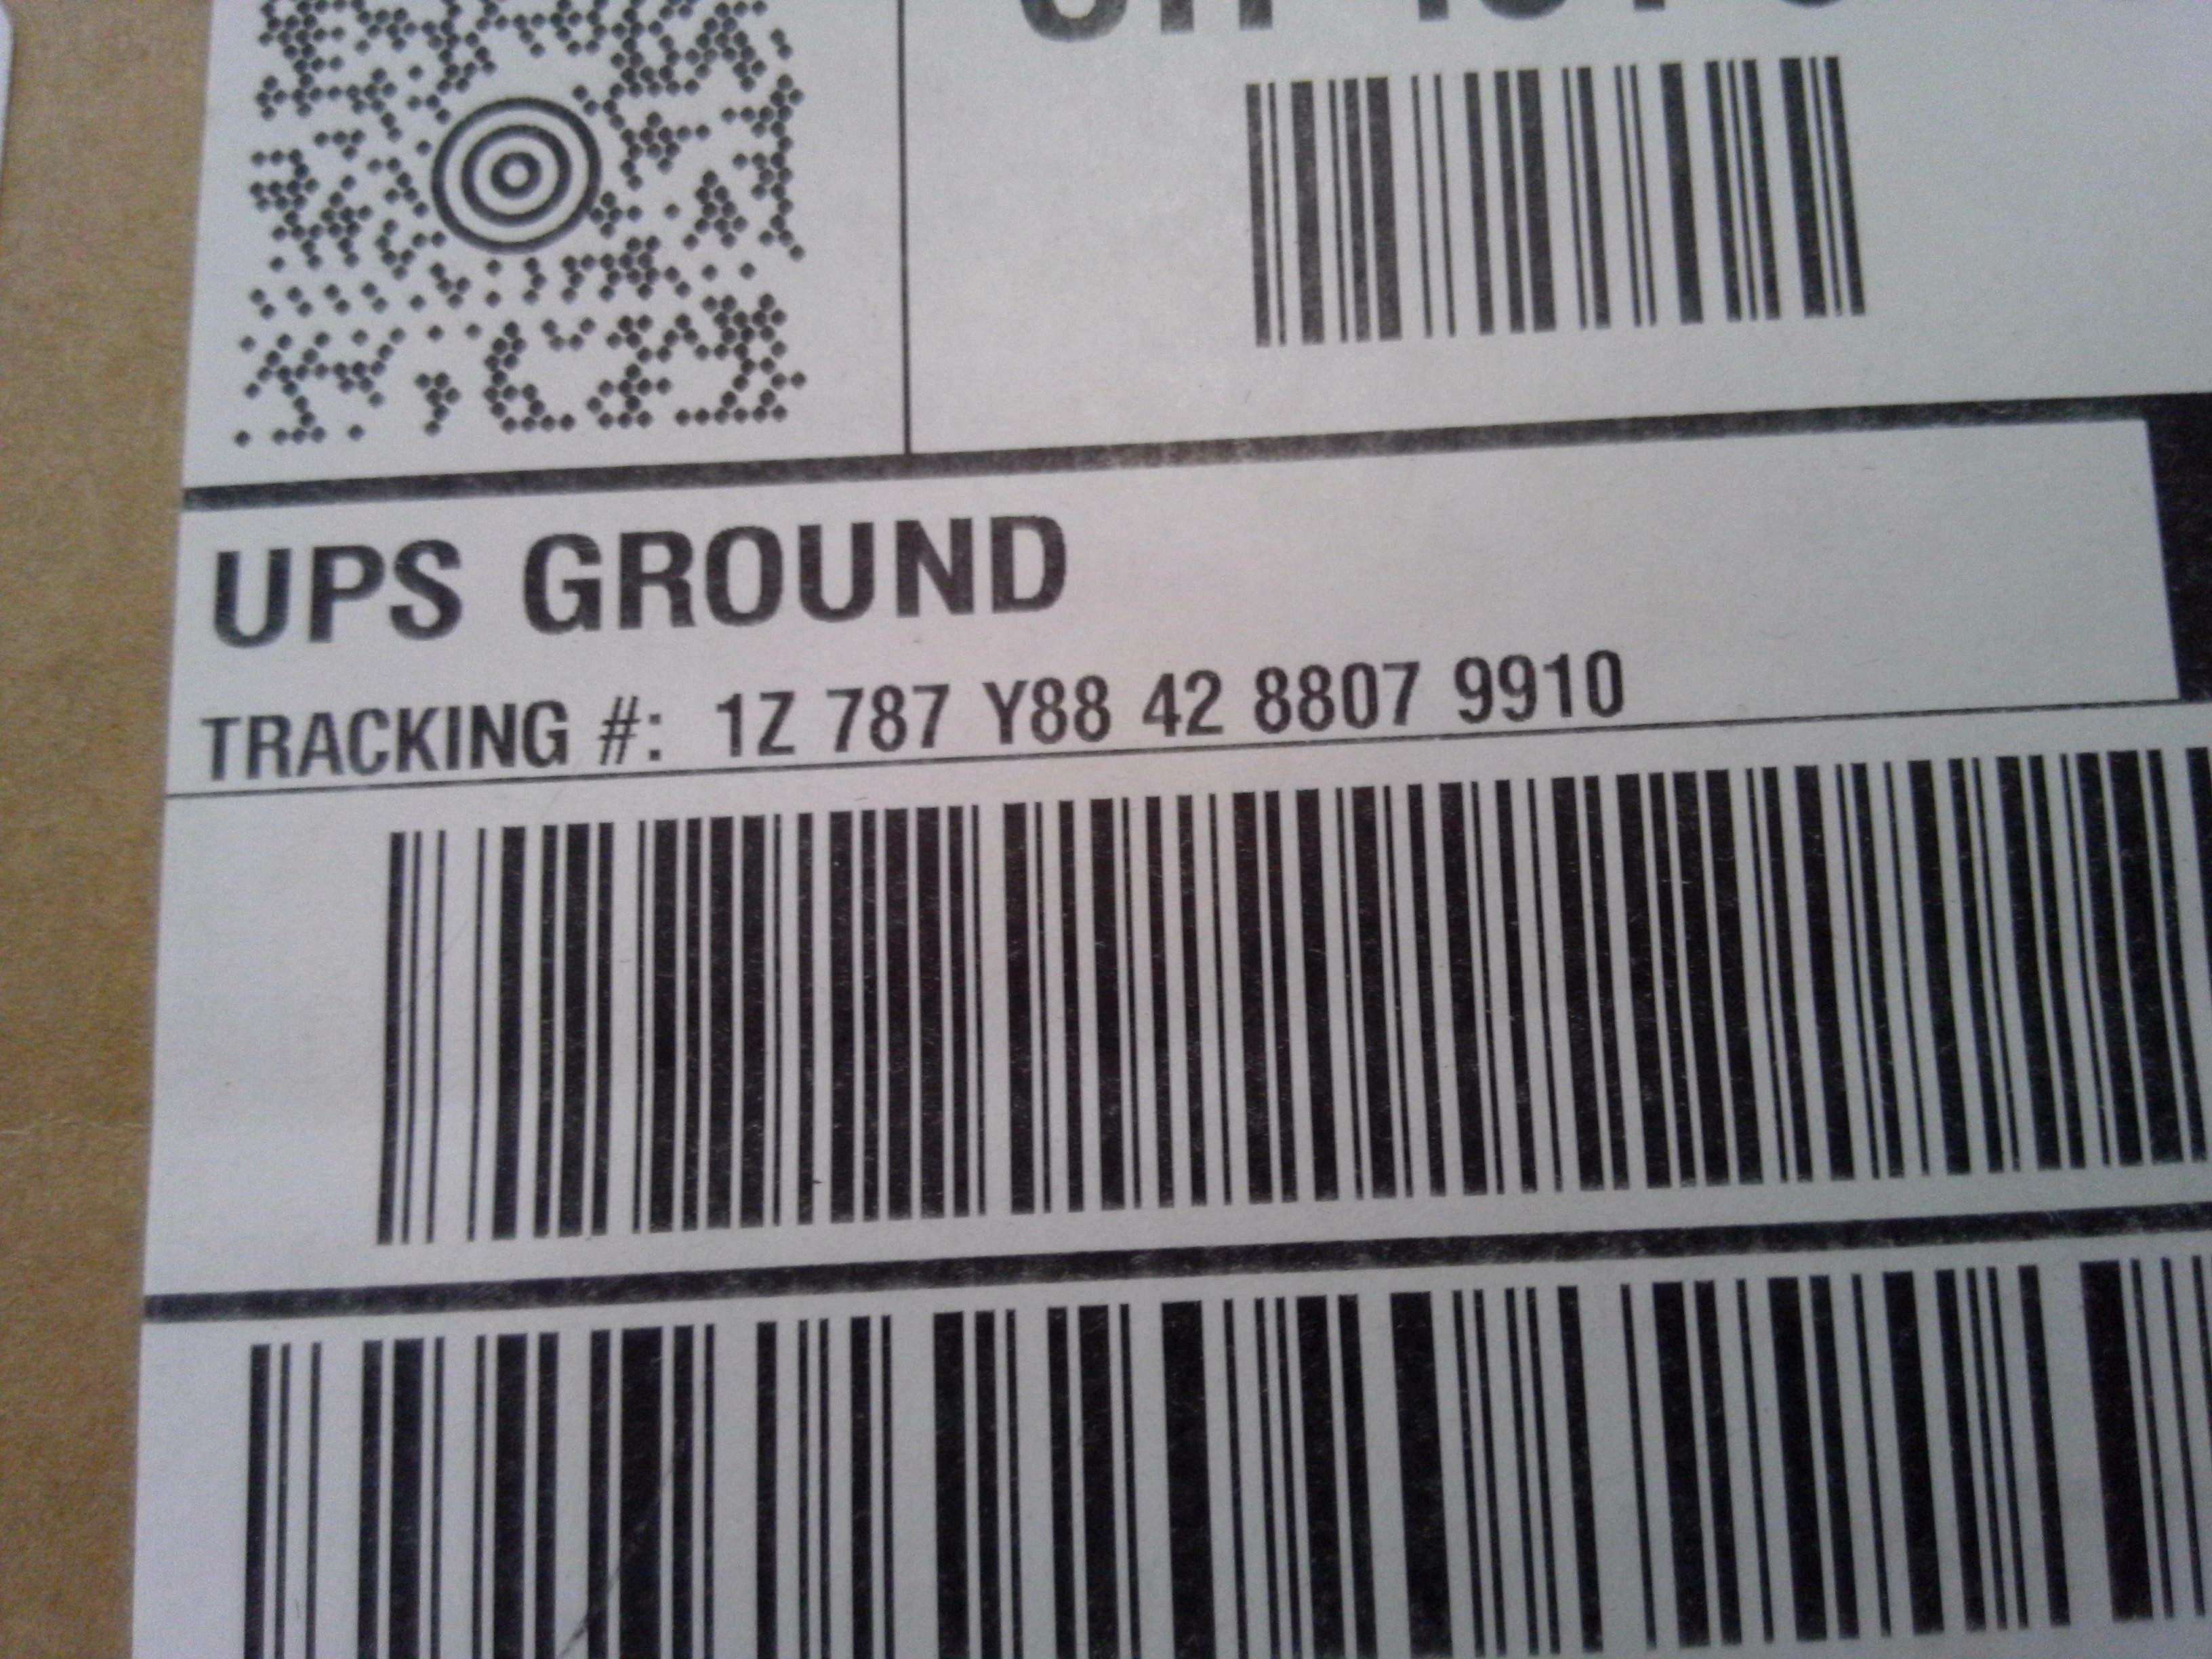 UPS GROUND
TRACKING #: 1Z 787 Y88 42 8807 9910